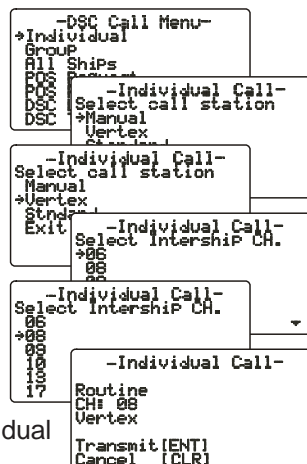 -DSC Call Menu-
→Individual
GrouP
All ShiPs
POS
POS
DSC
DSC
-Individual Call-
Select call station
→Manual
Vertex
-Individual Call-
Select call station
Manual
→Vertex
Stndar
Exit
-Individual Call-
Select IntershiP CH.
→06
08
-Individual Call-
Select IntershiP CH.
06
→08
09
10
13
17
-Individual Call-
Routine
CH: 08
Vertex
Transmit[ENT]
Cancel [CLR]
dual